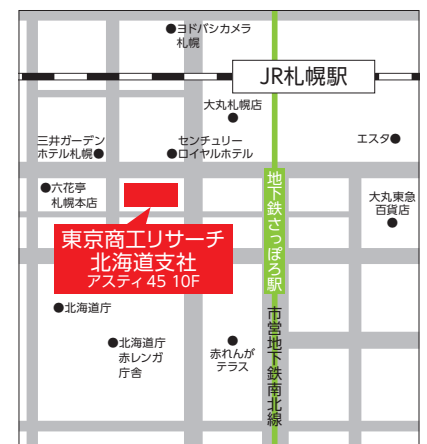 ヨドバシカメラ
札幌
JR札幌駅
大丸札幌店
三井ガーデン
ホテル札幌
センチュリー
ロイヤルホテル
エスタ
六花亭
札幌本店
地下鉄さっぽろ駅
大丸東急
百貨店
東京商工リサーチ
北海道支社
アスティ45 10F
北海道庁
市営地下鉄南北線
北海道庁
赤レンガ
庁舎
赤れんが
テラス